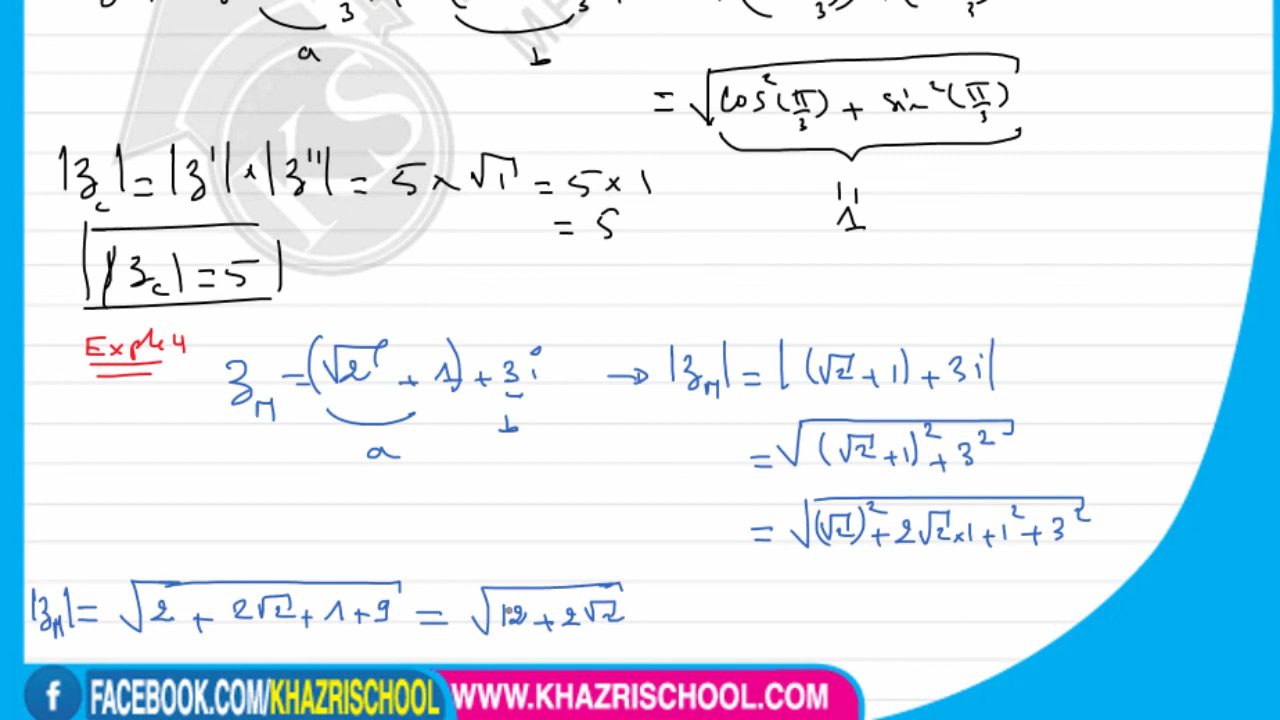 a b
= √(cos²(π/3) + sin²(π/3))
|z_c| = |z'| × |z''| = 5 × √1 = 5 × 1
= 5
"
1
|z_c| = 5
Exple 4
z_M = (√2 + 1) + 3i → |z_M| = |(√2 + 1) + 3i|
a b
= √((√2 + 1)² + 3²)
= √((√2)² + 2√2 × 1 + 1² + 3²)
|z_M| = √(2 + 2√2 + 1 + 9) = √(12 + 2√2)
KS
f FACEBOOK.COM/KHAZRISCHOOL WWW.KHAZRISCHOOL.COM